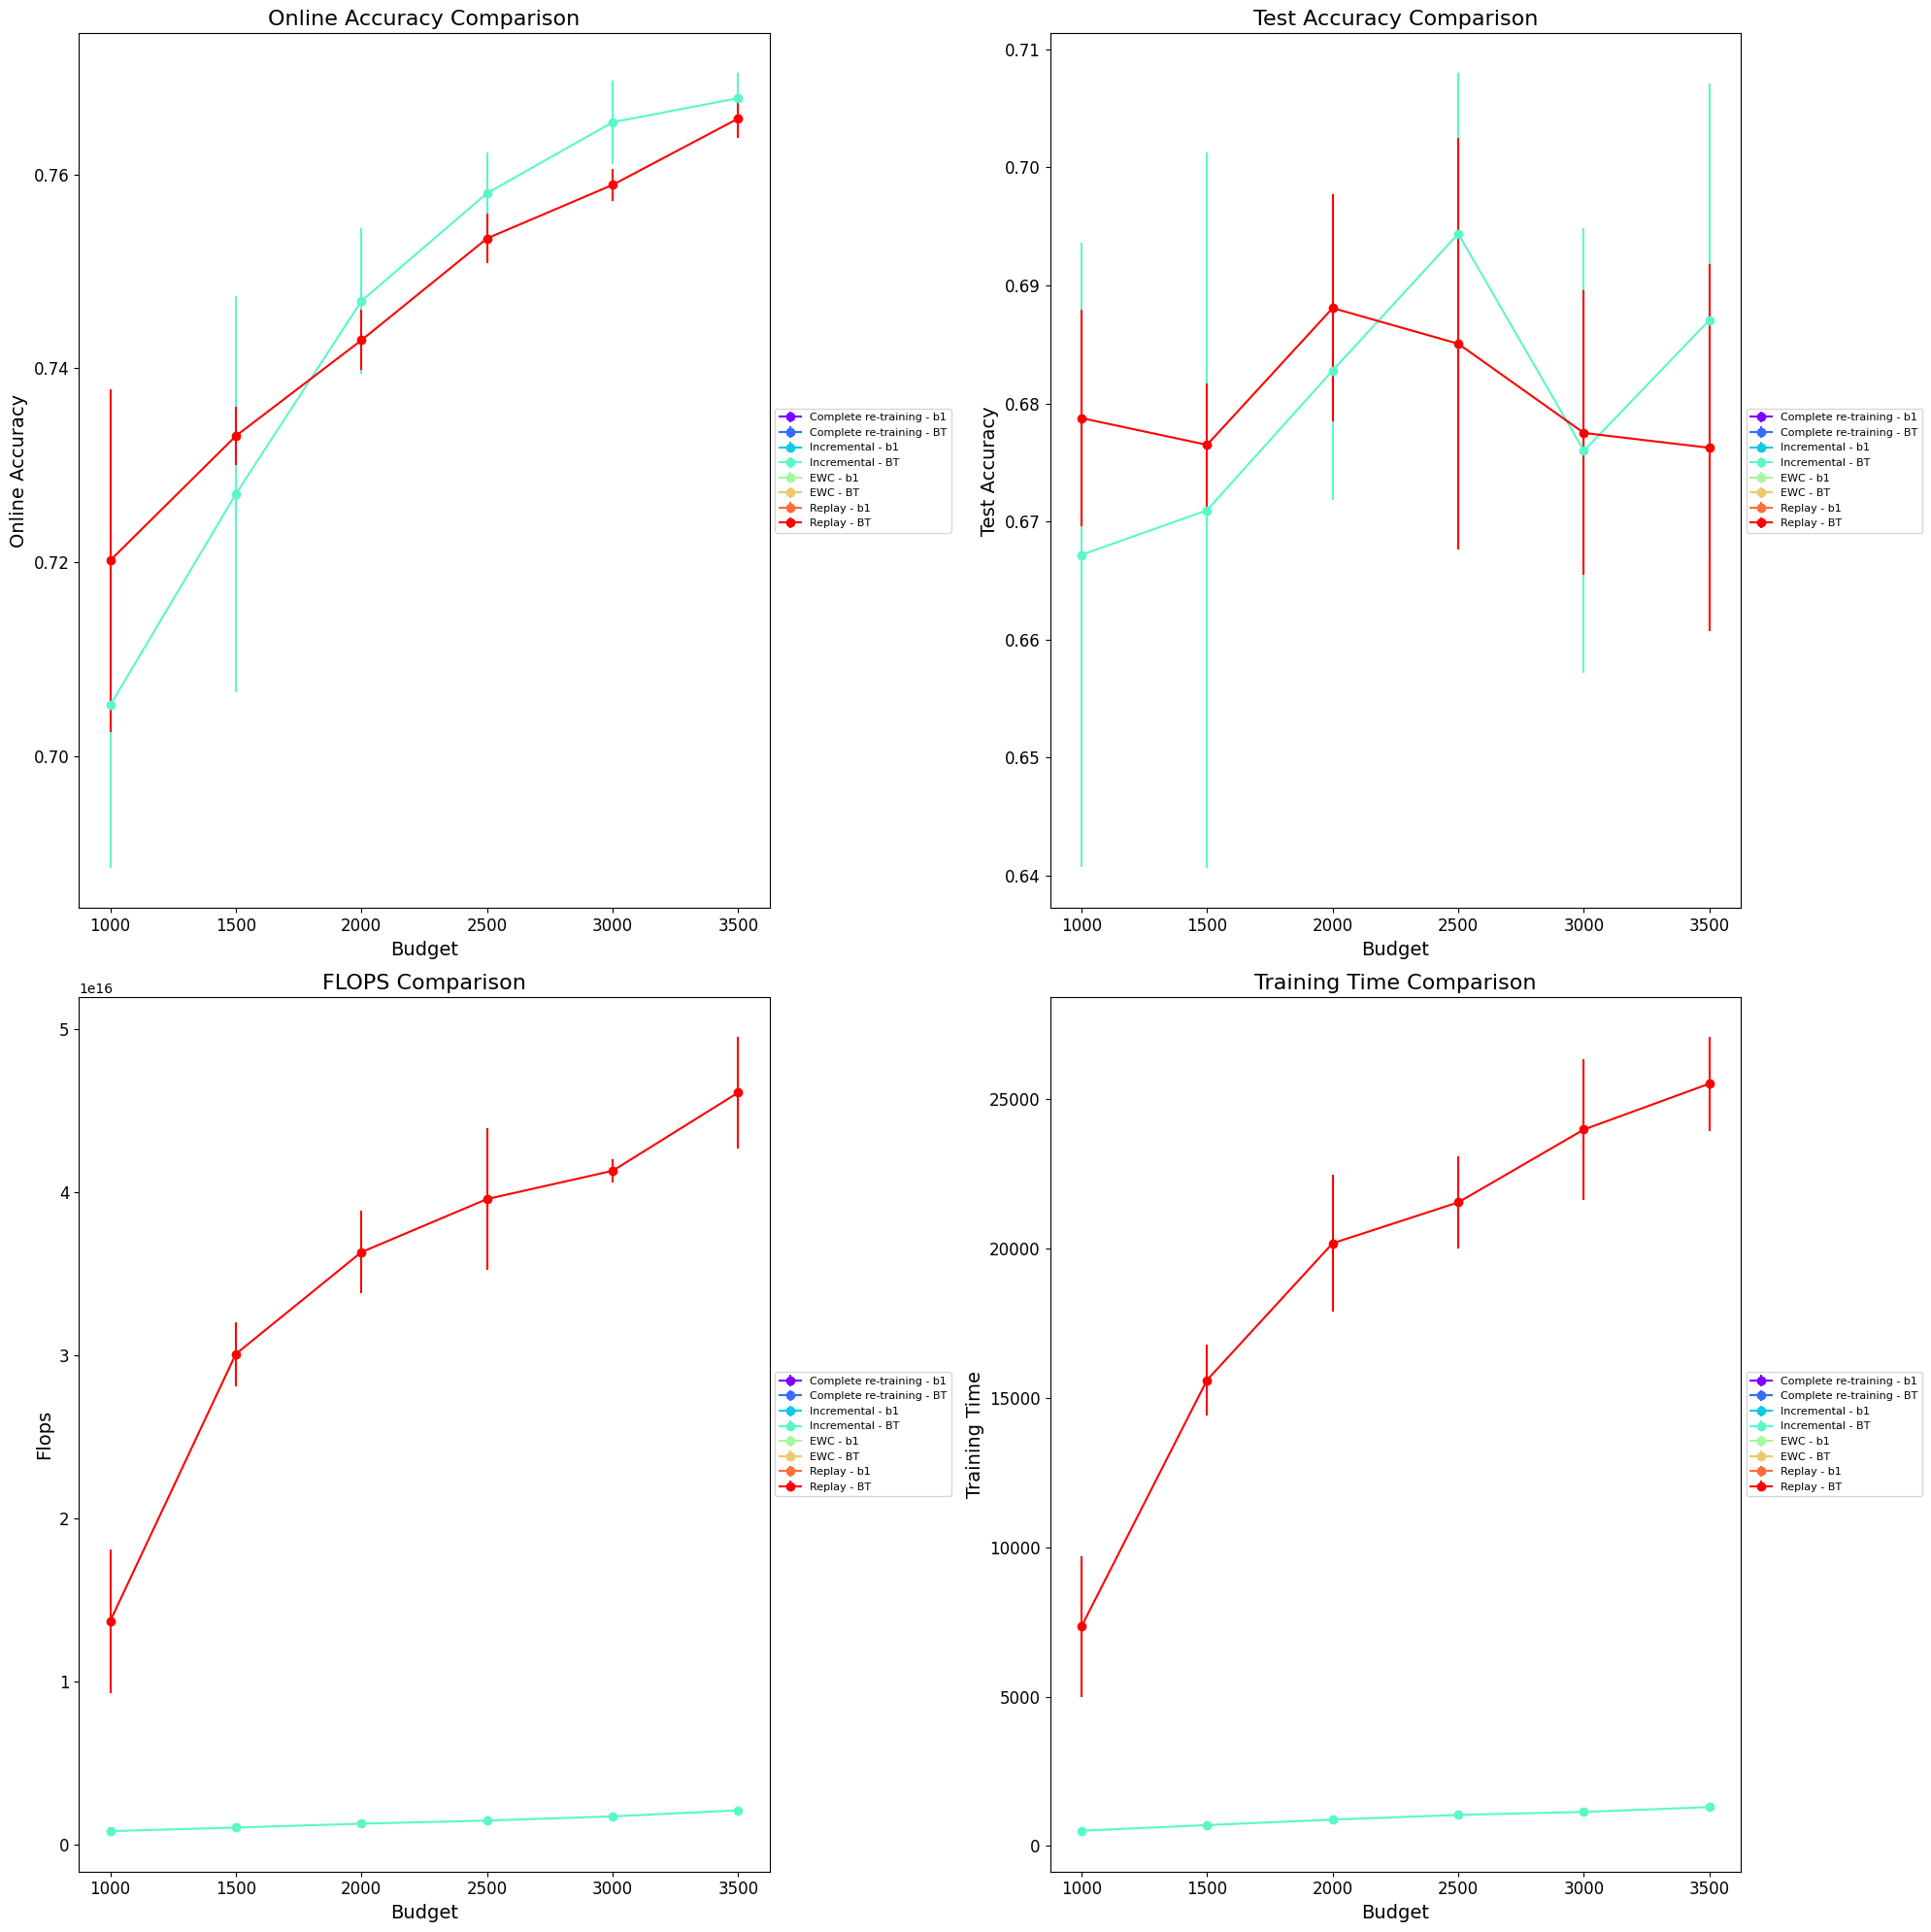 Online Accuracy Comparison
Online Accuracy
0.76
0.74
0.72
0.70
1000 1500 2000 2500 3000 3500
Budget
Complete re-training - b1
Complete re-training - BT
Incremental - b1
Incremental - BT
EWC - b1
EWC - BT
Replay - b1
Replay - BT
Test Accuracy Comparison
Test Accuracy
0.71
0.70
0.69
0.68
0.67
0.66
0.65
0.64
1000 1500 2000 2500 3000 3500
Budget
Complete re-training - b1
Complete re-training - BT
Incremental - b1
Incremental - BT
EWC - b1
EWC - BT
Replay - b1
Replay - BT
FLOPS Comparison
1e16
Flops
5
4
3
2
1
0
1000 1500 2000 2500 3000 3500
Budget
Complete re-training - b1
Complete re-training - BT
Incremental - b1
Incremental - BT
EWC - b1
EWC - BT
Replay - b1
Replay - BT
Training Time Comparison
Training Time
25000
20000
15000
10000
5000
0
1000 1500 2000 2500 3000 3500
Budget
Complete re-training - b1
Complete re-training - BT
Incremental - b1
Incremental - BT
EWC - b1
EWC - BT
Replay - b1
Replay - BT